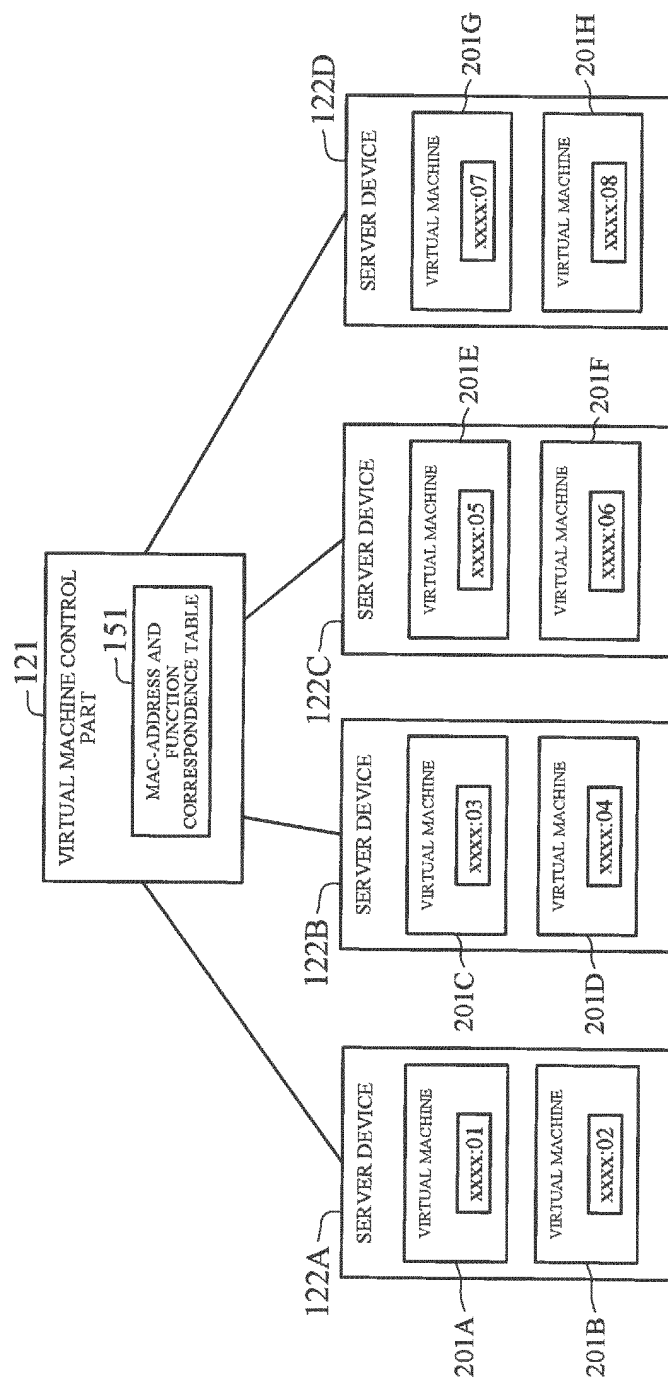 121
VIRTUAL MACHINE CONTROL
PART
151
MAC-ADDRESS AND
FUNCTION
CORRESPONDENCE TABLE
122A
SERVER DEVICE
VIRTUAL MACHINE
xxxx:01
201A
VIRTUAL MACHINE
xxxx:02
201B
122B
SERVER DEVICE
VIRTUAL MACHINE
xxxx:03
201C
VIRTUAL MACHINE
xxxx:04
201D
122C
SERVER DEVICE
VIRTUAL MACHINE
xxxx:05
201E
VIRTUAL MACHINE
xxxx:06
201F
122D
SERVER DEVICE
VIRTUAL MACHINE
xxxx:07
201G
VIRTUAL MACHINE
xxxx:08
201H